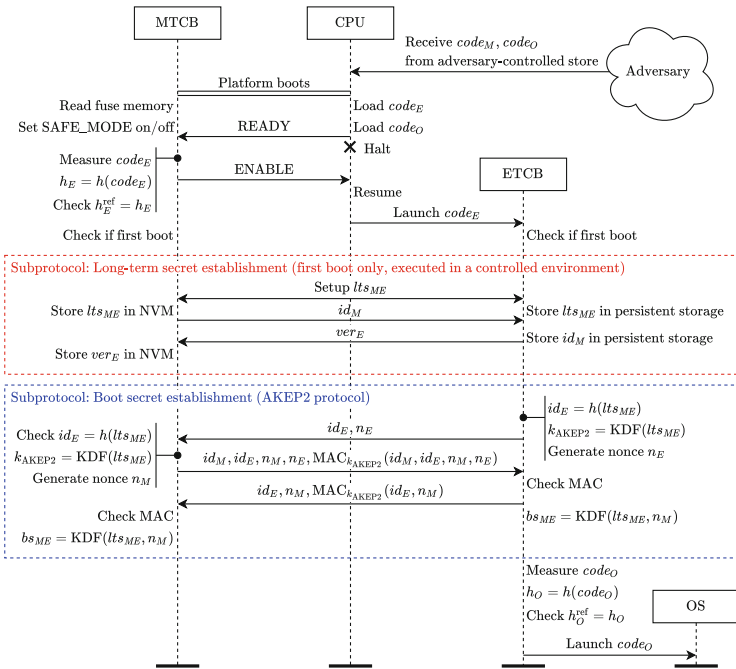 MTCB
CPU
Receive code_M, code_O
from adversary-controlled store
Adversary
Platform boots
Read fuse memory
Load code_E
Set SAFE_MODE on/off
READY
Load code_O
Halt
Measure code_E
h_E = h(code_E)
Check h_E^ref = h_E
ENABLE
Resume
ETCB
Launch code_E
Check if first boot
Check if first boot
Subprotocol: Long-term secret establishment (first boot only, executed in a controlled environment)
Setup lts_ME
Store lts_ME in NVM
id_M
Store lts_ME in persistent storage
ver_E
Store id_M in persistent storage
Store ver_E in NVM
Subprotocol: Boot secret establishment (AKEP2 protocol)
id_E = h(lts_ME)
k_AKEP2 = KDF(lts_ME)
Generate nonce n_E
id_E, n_E
Check id_E = h(lts_ME)
k_AKEP2 = KDF(lts_ME)
Generate nonce n_M
id_M, id_E, n_M, n_E, MAC_k_AKEP2(id_M, id_E, n_M, n_E)
Check MAC
id_E, n_M, MAC_k_AKEP2(id_E, n_M)
Check MAC
bs_ME = KDF(lts_ME, n_M)
bs_ME = KDF(lts_ME, n_M)
Measure code_O
h_O = h(code_O)
Check h_O^ref = h_O
OS
Launch code_O